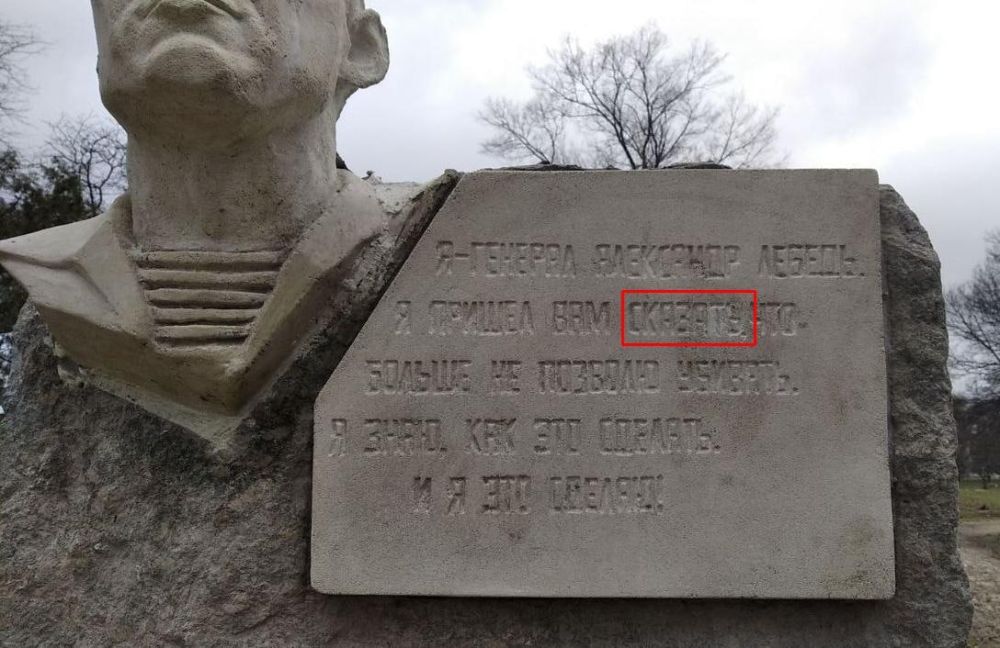 Я-ГЕНЕРАЛ АЛЕКСАНДР ЛЕБЕДЬ.
Я ПРИШЕЛ ВАМ СКАЗАТЬ, ЧТО
БОЛЬШЕ НЕ ПОЗВОЛЮ УБИВАТЬ.
Я ЗНАЮ, КАК ЭТО СДЕЛАТЬ.
И Я ЭТО СДЕЛАЮ!